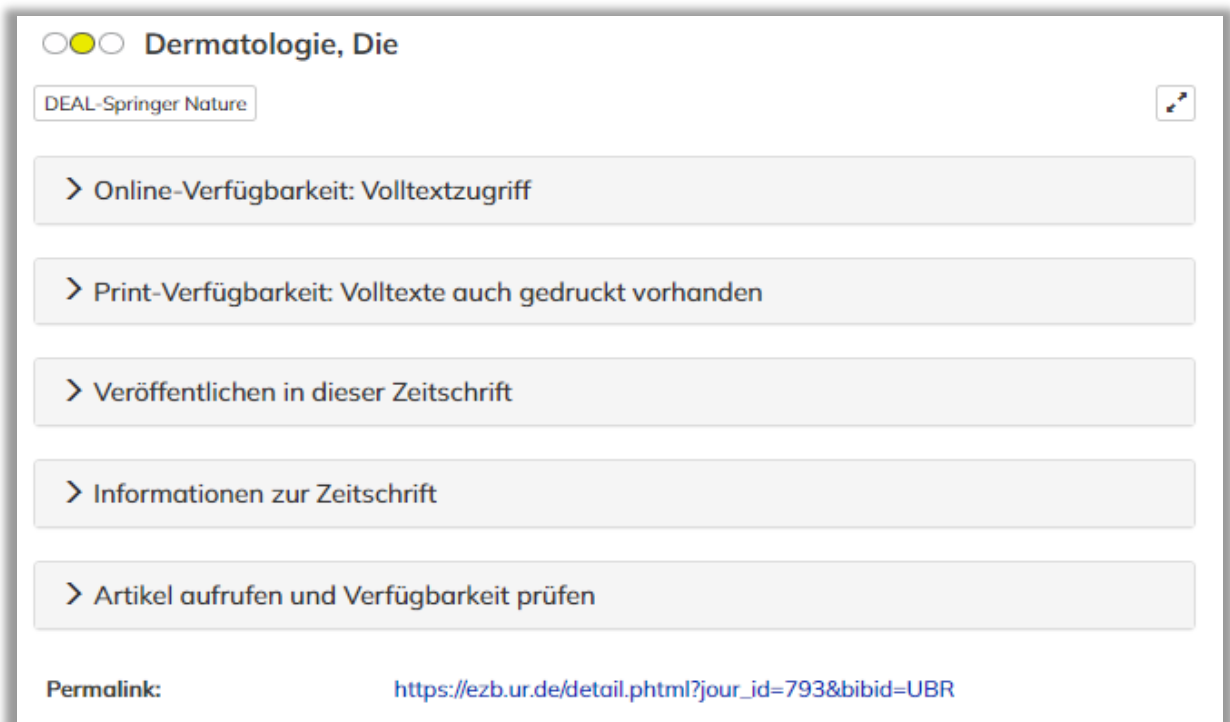 Dermatologie, Die
DEAL-Springer Nature
Online-Verfügbarkeit: Volltextzugriff
Print-Verfügbarkeit: Volltexte auch gedruckt vorhanden
Veröffentlichen in dieser Zeitschrift
Informationen zur Zeitschrift
Artikel aufrufen und Verfügbarkeit prüfen
Permalink: https://ezb.ur.de/detail.phtml?jour_id=793&bibid=UBR